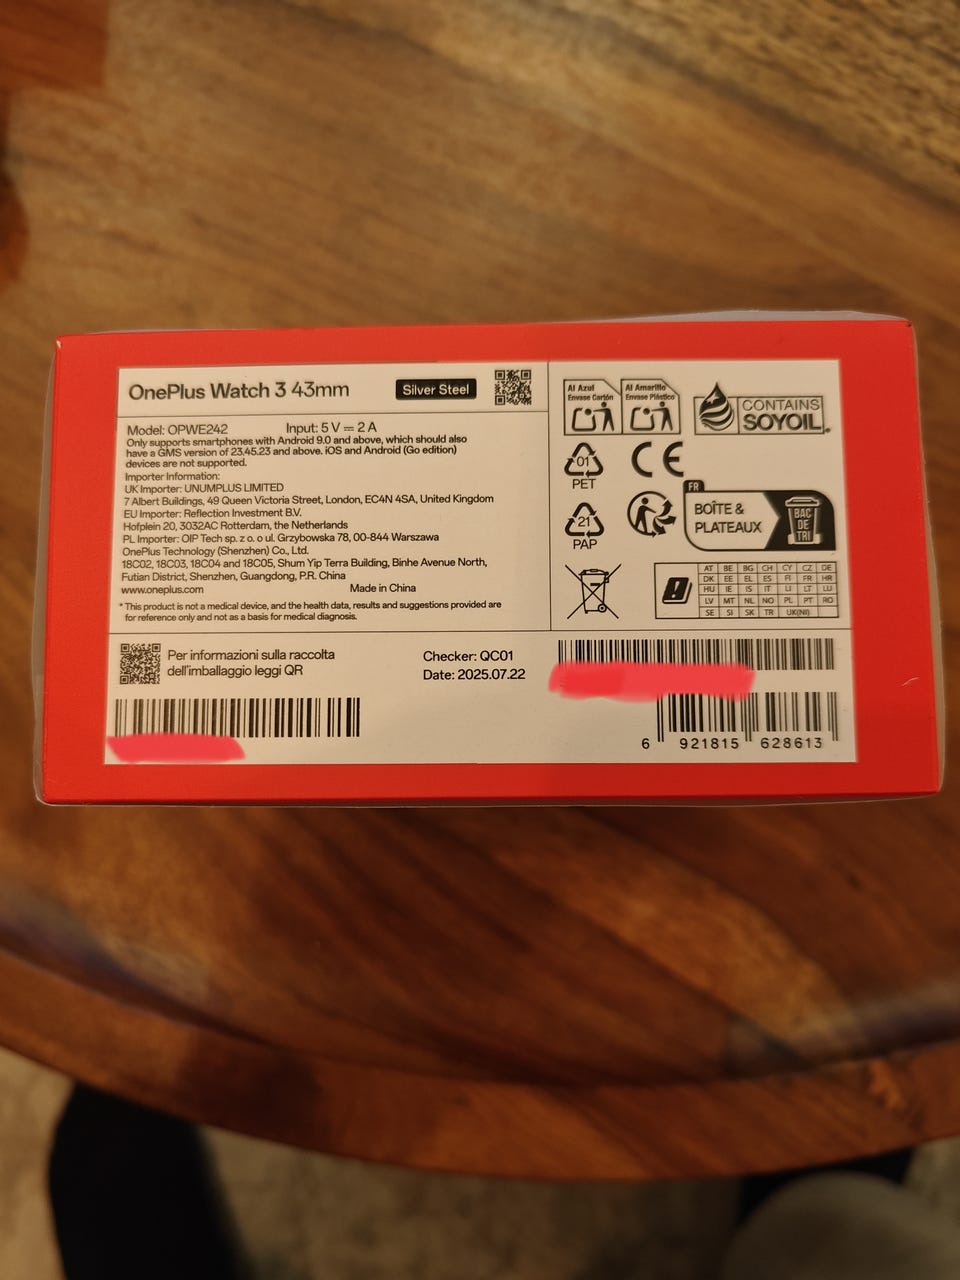 OnePlus Watch 3 43mm
Silver Steel
Model: OPWE242 Input: 5 V ⎓ 2 A
Only supports smartphones with Android 9.0 and above, which should also
have a GMS version of 23.45.23 and above. iOS and Android (Go edition)
devices are not supported.
Importer Information:
UK Importer: UNUMPLUS LIMITED
7 Albert Buildings, 49 Queen Victoria Street, London, EC4N 4SA, United Kingdom
EU Importer: Reflection Investment B.V.
Hofplein 20, 3032AC Rotterdam, the Netherlands
PL Importer: OIP Tech sp. z o. o ul. Grzybowska 78, 00-844 Warszawa
OnePlus Technology (Shenzhen) Co., Ltd.
18C02, 18C03, 18C04 and 18C05, Shum Yip Terra Building, Binhe Avenue North,
Futian District, Shenzhen, Guangdong, P.R. China
www.oneplus.com Made in China
* This product is not a medical device, and the health data, results and suggestions provided are
for reference only and not as a basis for medical diagnosis.
Al Azul
Envase Cartón
Al Amarillo
Envase Plástico
CONTAINS
SOYOIL
01
PET
CE
21
PAP
FR
BOÎTE &
PLATEAUX
BAC
DE
TRI
AT BE BG CH CY CZ DE
DK EE EL ES FI FR HR
HU IE IS IT LI LT LU
LV MT NL NO PL PT RO
SE SI SK TR UK(NI)
Per informazioni sulla raccolta
dell'imballaggio leggi QR
Checker: QC01
Date: 2025.07.22
6 921815 628613